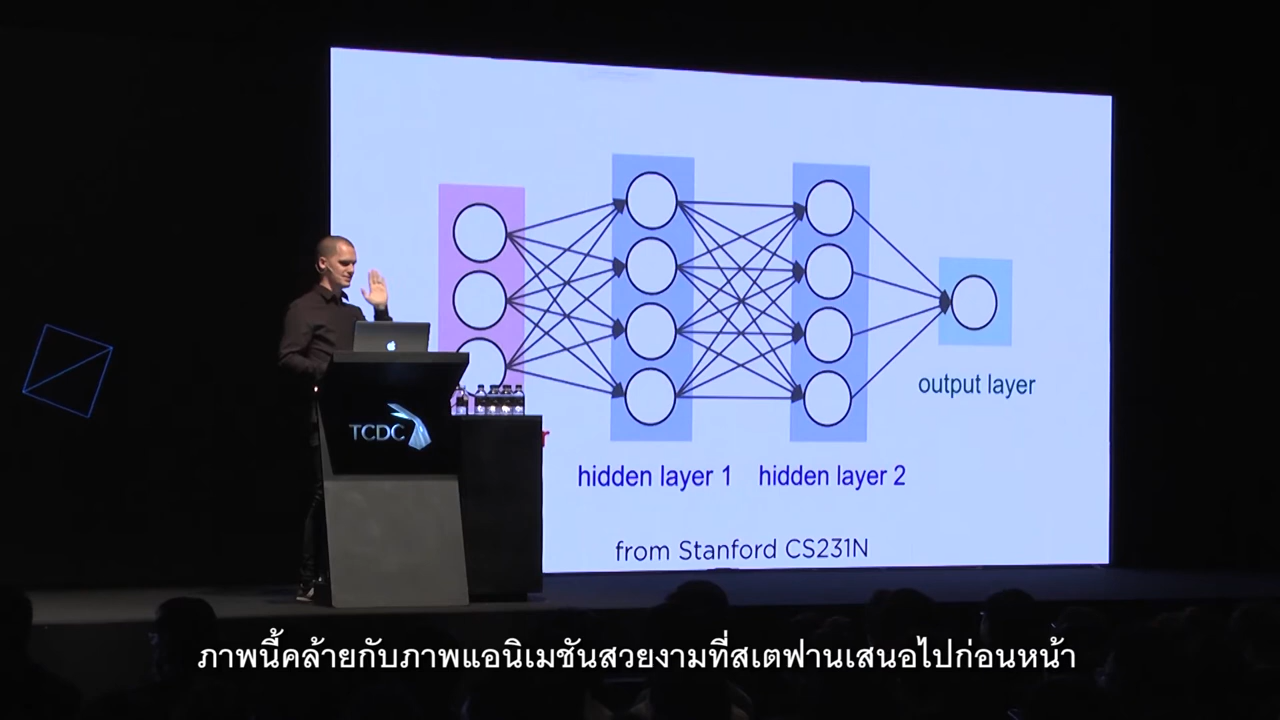 output layer
TCDC
hidden layer 1
hidden layer 2
from Stanford CS231N
ภาพนี้คล้ายกับภาพแอนิเมชันสวยงามที่สเตฟานเสนอไปก่อนหน้า